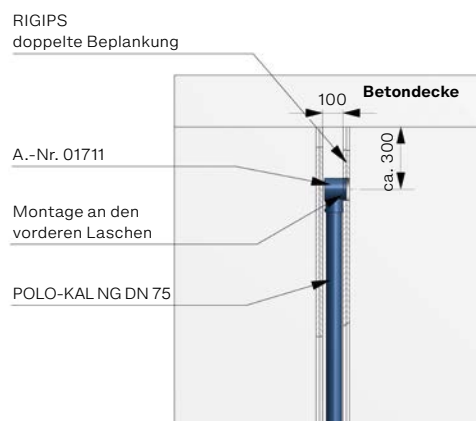 RIGIPS
doppelte Beplankung
Betondecke
100
ca. 300
A.-Nr. 01711
Montage an den
vorderen Laschen
POLO-KAL NG DN 75